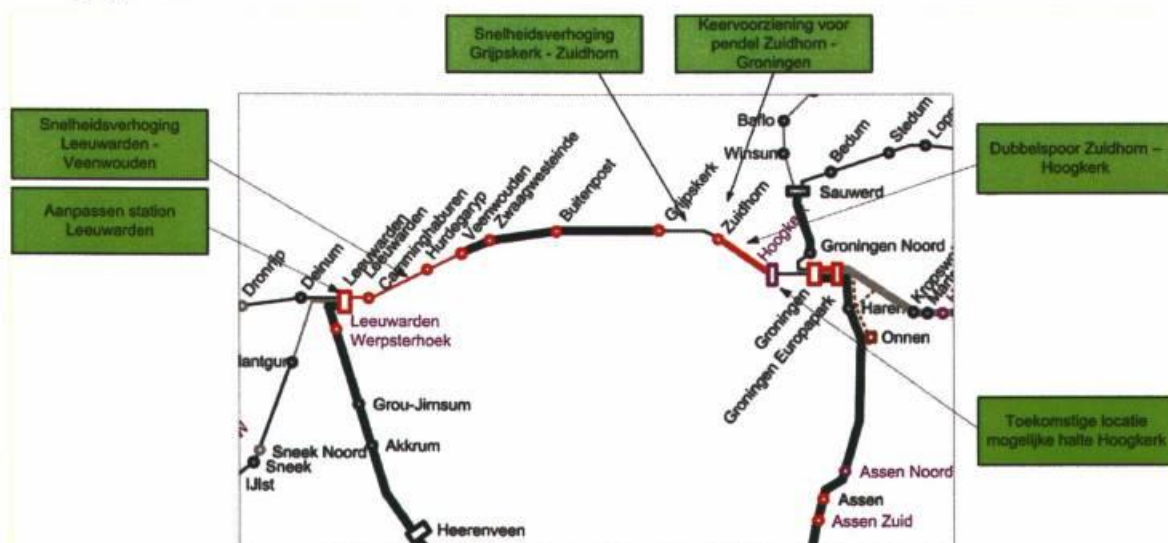 Snelheidsverhoging
Grijpskerk - Zuidhorn
Keervoorziening voor
pendel Zuidhorn -
Groningen
Snelheidsverhoging
Leeuwarden -
Veenwouden
Aanpassen station
Leeuwarden
Dubbelspoor Zuidhorn –
Hoogkerk
Toekomstige locatie
mogelijke halte Hoogkerk
Dronrijp
Deinum
Leeuwarden
Leeuwarden
Camminghaburen
Hurdegaryp
Veenwouden
Zwaagwesteinde
Buitenpost
Grijpskerk
Zuidhorn
Hoogkerk
Baflo
Winsum
Bedum
Stedum
Sauwerd
Groningen Noord
Groningen
Groningen Europapark
Haren
Onnen
Leeuwarden
Werpsterhoek
Grou-Jirnsum
Akkrum
Sneek Noord
Sneek
IJlst
Heerenveen
Assen Noord
Assen
Assen Zuid